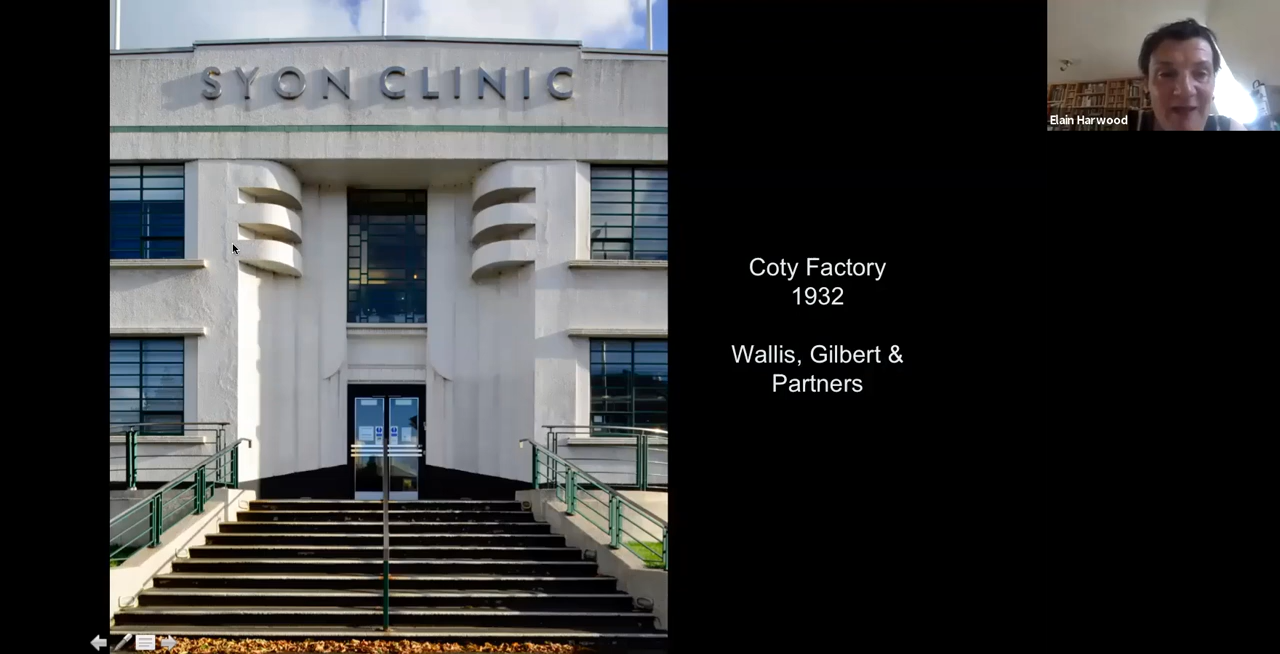 SYON CLINIC
Elain Harwood
Coty Factory
1932
Wallis, Gilbert &
Partners